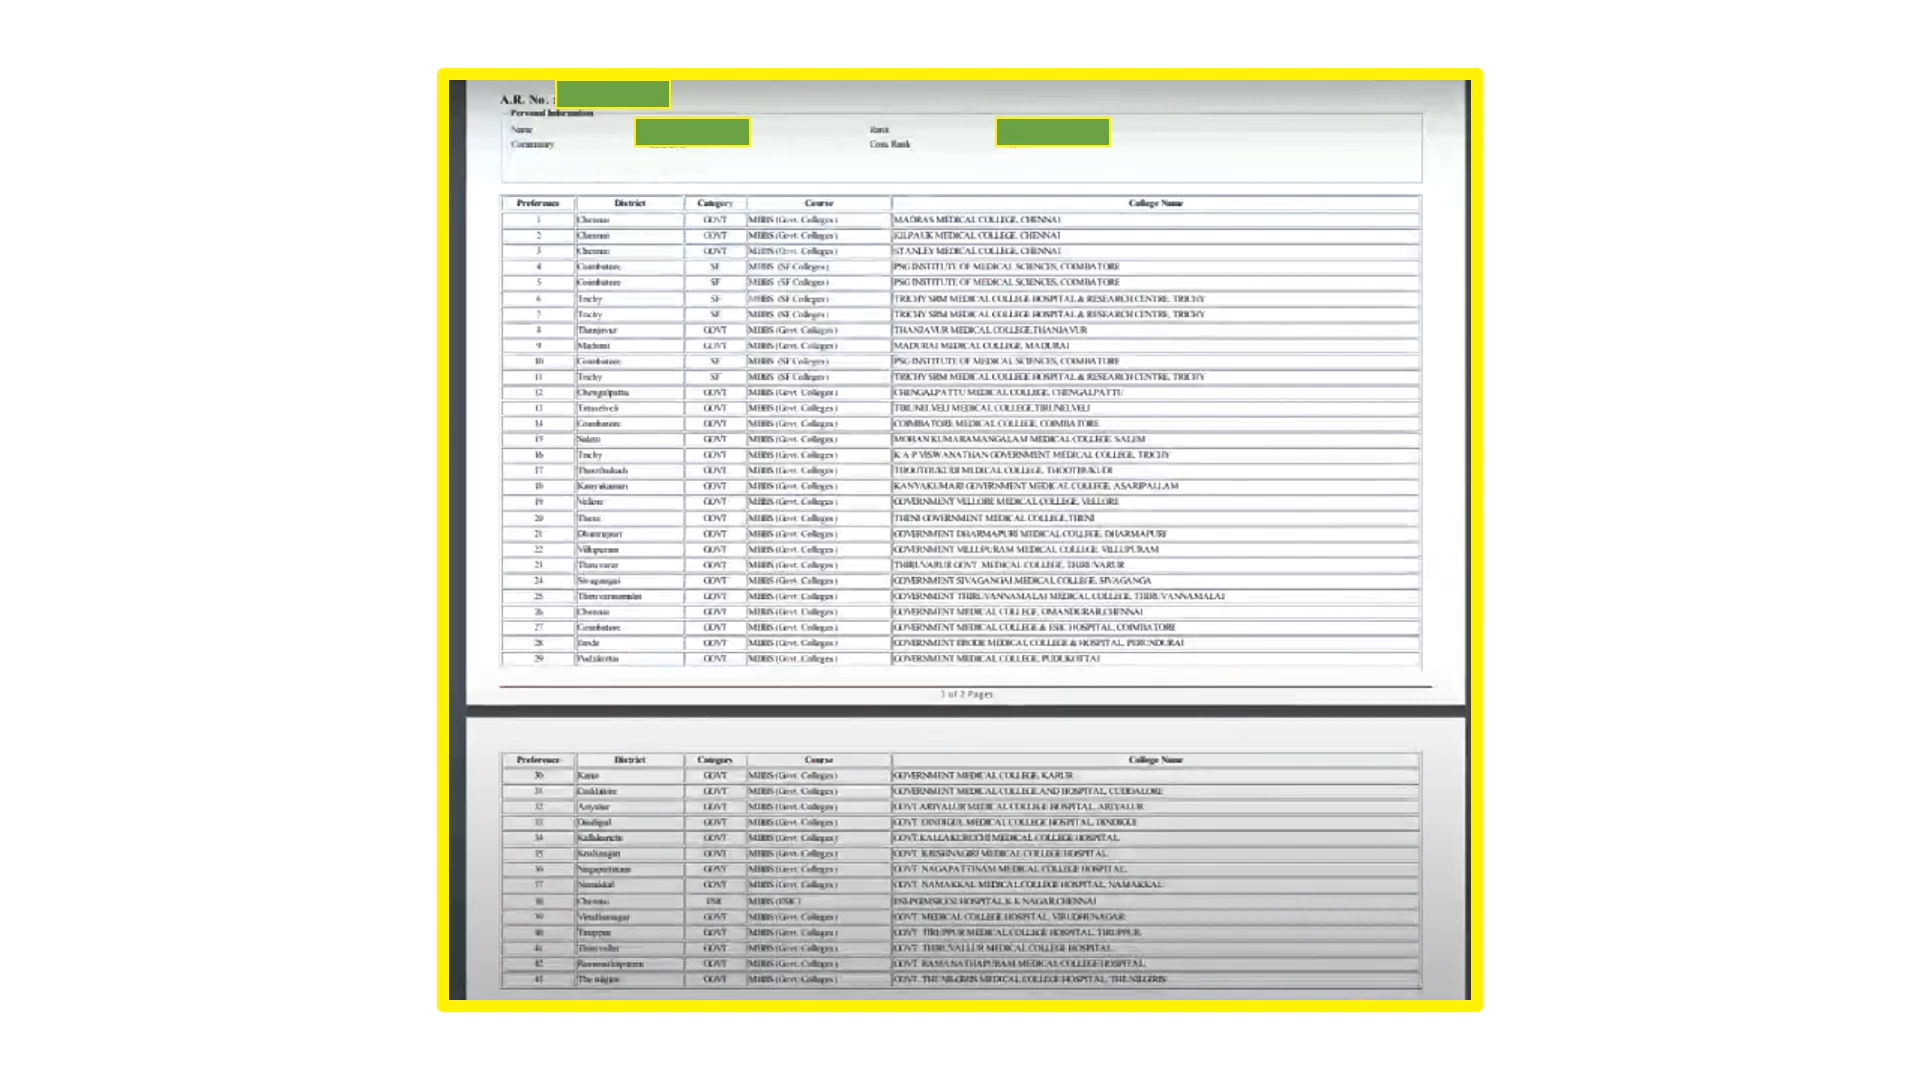 A.R. No. :
Personal Information
Name Rank
Community Com. Rank
Preference District Category Course College Name
1 Chennai GOVT MBBS (Govt. Colleges) MADRAS MEDICAL COLLEGE, CHENNAI
2 Chennai GOVT MBBS (Govt. Colleges) KILPAUK MEDICAL COLLEGE, CHENNAI
3 Chennai GOVT MBBS (Govt. Colleges) STANLEY MEDICAL COLLEGE, CHENNAI
4 Coimbatore SF MBBS (SF Colleges) PSG INSTITUTE OF MEDICAL SCIENCES, COIMBATORE
5 Coimbatore SF MBBS (SF Colleges) PSG INSTITUTE OF MEDICAL SCIENCES, COIMBATORE
6 Trichy SF MBBS (SF Colleges) TRICHY SRM MEDICAL COLLEGE HOSPITAL & RESEARCH CENTRE, TRICHY
7 Trichy SF MBBS (SF Colleges) TRICHY SRM MEDICAL COLLEGE HOSPITAL & RESEARCH CENTRE, TRICHY
8 Thanjavur GOVT MBBS (Govt. Colleges) THANJAVUR MEDICAL COLLEGE,THANJAVUR
9 Madurai GOVT MBBS (Govt. Colleges) MADURAI MEDICAL COLLEGE, MADURAI
10 Coimbatore SF MBBS (SF Colleges) PSG INSTITUTE OF MEDICAL SCIENCES, COIMBATORE
11 Trichy SF MBBS (SF Colleges) TRICHY SRM MEDICAL COLLEGE HOSPITAL & RESEARCH CENTRE, TRICHY
12 Chengalpattu GOVT MBBS (Govt. Colleges) CHENGALPATTU MEDICAL COLLEGE, CHENGALPATTU
13 Tirunelveli GOVT MBBS (Govt. Colleges) TIRUNELVELI MEDICAL COLLEGE,TIRUNELVELI
14 Coimbatore GOVT MBBS (Govt. Colleges) COIMBATORE MEDICAL COLLEGE, COIMBATORE
15 Salem GOVT MBBS (Govt. Colleges) MOHAN KUMARAMANGALAM MEDICAL COLLEGE, SALEM
16 Trichy GOVT MBBS (Govt. Colleges) K A P VISWANATHAN GOVERNMENT MEDICAL COLLEGE, TRICHY
17 Thoothukudi GOVT MBBS (Govt. Colleges) THOOTHUKUDI MEDICAL COLLEGE, THOOTHUKUDI
18 Kanyakumari GOVT MBBS (Govt. Colleges) KANYAKUMARI GOVERNMENT MEDICAL COLLEGE, ASARIPALLAM
19 Vellore GOVT MBBS (Govt. Colleges) GOVERNMENT VELLORE MEDICAL COLLEGE, VELLORE
20 Theni GOVT MBBS (Govt. Colleges) THENI GOVERNMENT MEDICAL COLLEGE,THENI
21 Dharmapuri GOVT MBBS (Govt. Colleges) GOVERNMENT DHARMAPURI MEDICAL COLLEGE, DHARMAPURI
22 Villupuram GOVT MBBS (Govt. Colleges) GOVERNMENT VILLUPURAM MEDICAL COLLEGE, VILLUPURAM
23 Thiruvarur GOVT MBBS (Govt. Colleges) THIRUVARUR GOVT. MEDICAL COLLEGE, THIRUVARUR
24 Sivagangai GOVT MBBS (Govt. Colleges) GOVERNMENT SIVAGANGAI MEDICAL COLLEGE, SIVAGANGA
25 Thiruvannamalai GOVT MBBS (Govt. Colleges) GOVERNMENT THIRUVANNAMALAI MEDICAL COLLEGE, THIRUVANNAMALAI
26 Chennai GOVT MBBS (Govt. Colleges) GOVERNMENT MEDICAL COLLEGE, OMANDURAR,CHENNAI
27 Coimbatore GOVT MBBS (Govt. Colleges) GOVERNMENT MEDICAL COLLEGE & ESIC HOSPITAL, COIMBATORE
28 Erode GOVT MBBS (Govt. Colleges) GOVERNMENT ERODE MEDICAL COLLEGE & HOSPITAL, PERUNDURAI
29 Pudukottai GOVT MBBS (Govt. Colleges) GOVERNMENT MEDICAL COLLEGE, PUDUKOTTAI
1 of 2 Pages
Preference District Category Course College Name
30 Karur GOVT MBBS (Govt. Colleges) GOVERNMENT MEDICAL COLLEGE, KARUR
31 Cuddalore GOVT MBBS (Govt. Colleges) GOVERNMENT MEDICAL COLLEGE AND HOSPITAL, CUDDALORE
32 Ariyalur GOVT MBBS (Govt. Colleges) GOVT.ARIYALUR MEDICAL COLLEGE HOSPITAL, ARIYALUR
33 Dindigul GOVT MBBS (Govt. Colleges) GOVT. DINDIGUL MEDICAL COLLEGE HOSPITAL, DINDIGUL
34 Kallakurichi GOVT MBBS (Govt. Colleges) GOVT.KALLAKURUCHI MEDICAL COLLEGE HOSPITAL,
35 Krishnagiri GOVT MBBS (Govt. Colleges) GOVT. KRISHNAGIRI MEDICAL COLLEGE HOSPITAL,
36 Nagapattinam GOVT MBBS (Govt. Colleges) GOVT. NAGAPATTINAM MEDICAL COLLEGE HOSPITAL,
37 Namakkal GOVT MBBS (Govt. Colleges) GOVT. NAMAKKAL MEDICAL COLLEGE HOSPITAL, NAMAKKAL
38 Chennai ESIC MBBS (ESIC) ESI-PGIMSR,ESI HOSPITAL,K.K NAGAR,CHENNAI
39 Virudhunagar GOVT MBBS (Govt. Colleges) GOVT. MEDICAL COLLEGE HOSPITAL, VIRUDHUNAGAR
40 Tiruppur GOVT MBBS (Govt. Colleges) GOVT. TIRUPPUR MEDICAL COLLEGE HOSPITAL, TIRUPPUR
41 Thiruvallur GOVT MBBS (Govt. Colleges) GOVT. THIRUVALLUR MEDICAL COLLEGE HOSPITAL,
42 Ramanathapuram GOVT MBBS (Govt. Colleges) GOVT. RAMANATHAPURAM MEDICAL COLLEGE HOSPITAL,
43 The nilgiris GOVT MBBS (Govt. Colleges) GOVT. THE NILGIRIS MEDICAL COLLEGE HOSPITAL, THE NILGIRIS